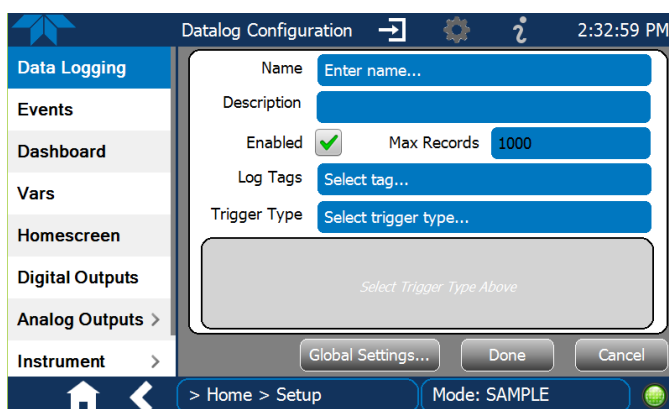 Datalog Configuration 2:32:59 PM
Data Logging
Events
Dashboard
Vars
Homescreen
Digital Outputs
Analog Outputs >
Instrument >
Name Enter name...
Description
Enabled Max Records 1000
Log Tags Select tag...
Trigger Type Select trigger type...
Select Trigger Type Above
Global Settings... Done Cancel
> Home > Setup Mode: SAMPLE